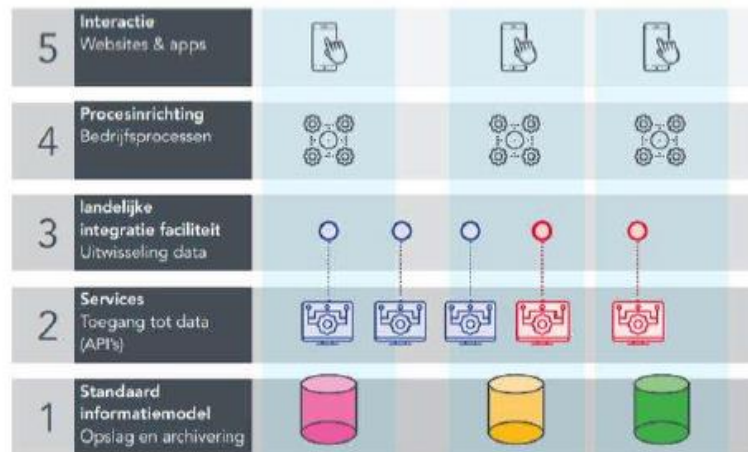 5
Interactie
Websites & apps
4
Procesinrichting
Bedrijfsprocessen
3
landelijke
integratie faciliteit
Uitwisseling data
2
Services
Toegang tot data
(API's)
1
Standaard
informatiemodel
Opslag en archivering